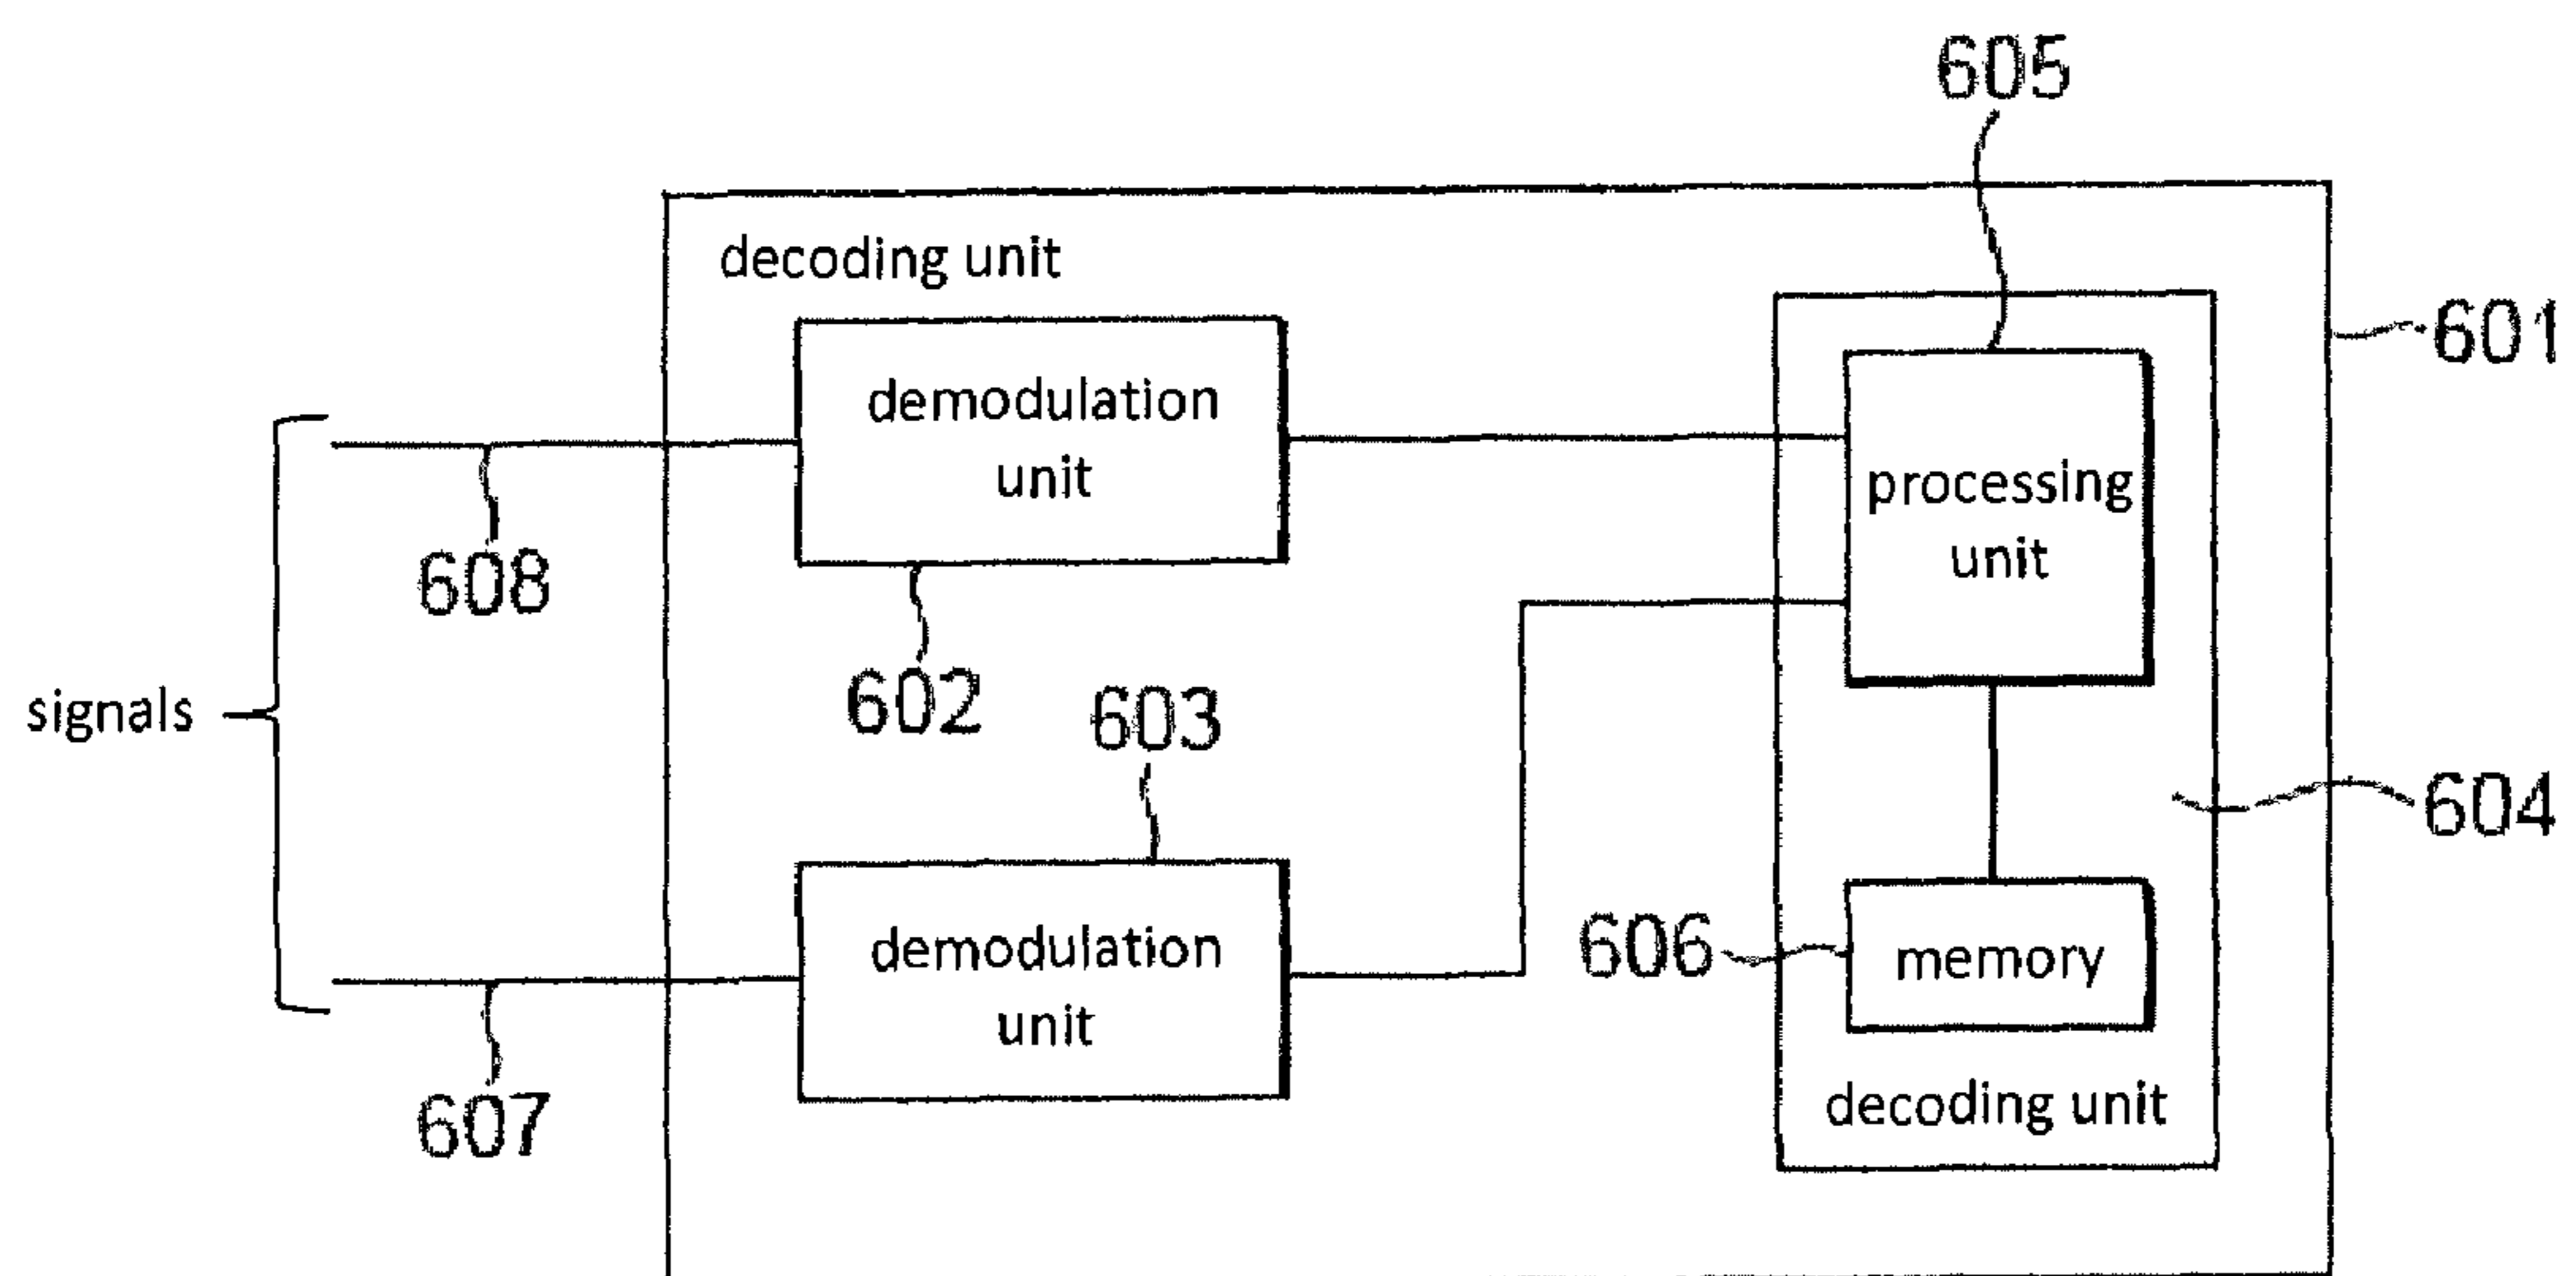 605
decoding unit
601
demodulation
unit
processing
unit
608
602
signals
603
604
606
memory
demodulation
unit
607
decoding unit